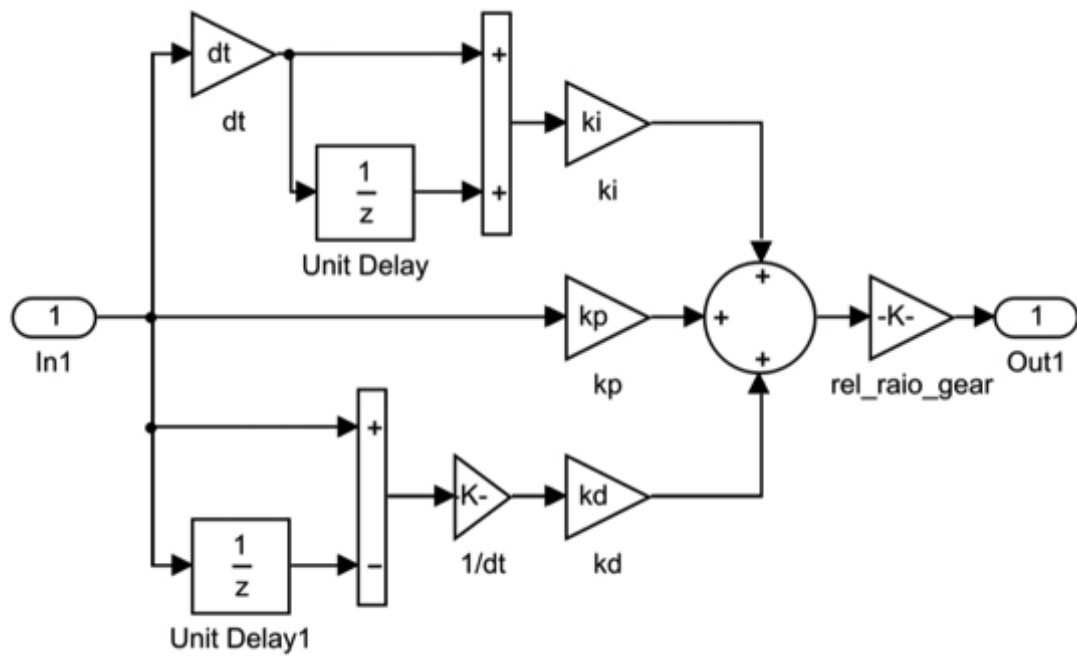 dt
+
dt
ki
1
z
+
ki
Unit Delay
+
1
In1
kp
+
-K-
1
kp
+
rel_raio_gear
Out1
+
-K-
kd
1
z
−
1/dt
kd
Unit Delay1